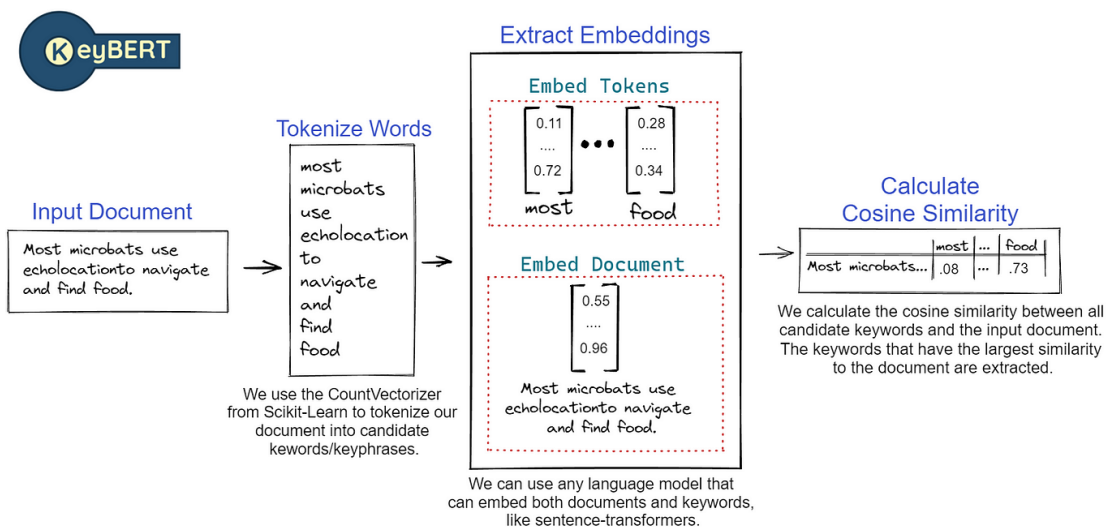 KeyBERT
Input Document
Most microbats use
echolocationto navigate
and find food.
Tokenize Words
most
microbats
use
echolocation
to
navigate
and
find
food
We use the CountVectorizer
from Scikit-Learn to tokenize our
document into candidate
kewords/keyphrases.
Extract Embeddings
Embed Tokens
0.11 0.28
.... ....
0.72 0.34
most food
Embed Document
0.55
....
0.96
Most microbats use
echolocationto navigate
and find food.
We can use any language model that
can embed both documents and keywords,
like sentence-transformers.
Calculate
Cosine Similarity
most ... food
Most microbats... .08 ... .73
We calculate the cosine similarity between all
candidate keywords and the input document.
The keywords that have the largest similarity
to the document are extracted.